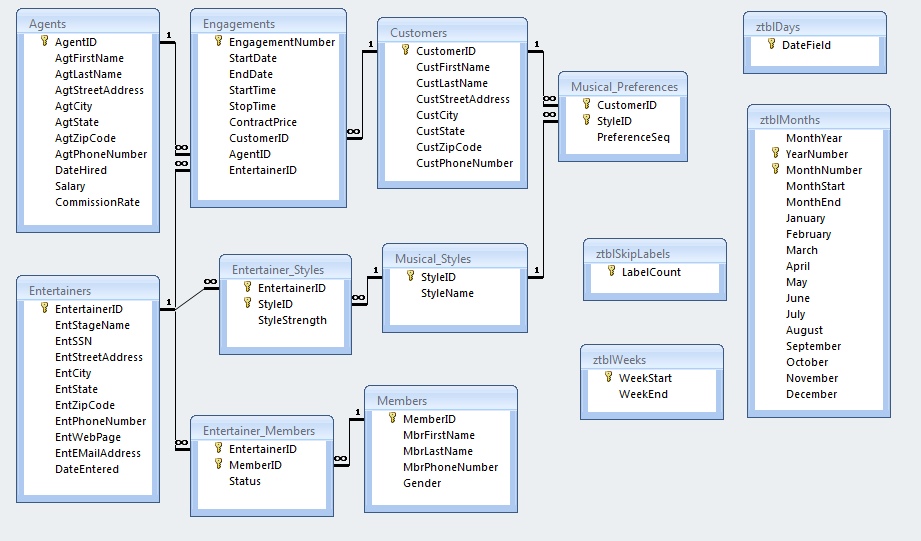 Agents
AgentID
AgtFirstName
AgtLastName
AgtStreetAddress
AgtCity
AgtState
AgtZipCode
AgtPhoneNumber
DateHired
Salary
CommissionRate
1
Engagements
EngagementNumber
StartDate
EndDate
StartTime
StopTime
ContractPrice
CustomerID
AgentID
EntertainerID
∞
∞
∞
1
Customers
CustomerID
CustFirstName
CustLastName
CustStreetAddress
CustCity
CustState
CustZipCode
CustPhoneNumber
1
Musical_Preferences
CustomerID
StyleID
PreferenceSeq
∞
∞
ztblDays
DateField
ztblMonths
MonthYear
YearNumber
MonthNumber
MonthStart
MonthEnd
January
February
March
April
May
June
July
August
September
October
November
December
Entertainers
EntertainerID
EntStageName
EntSSN
EntStreetAddress
EntCity
EntState
EntZipCode
EntPhoneNumber
EntWebPage
EntEMailAddress
DateEntered
1
Entertainer_Styles
EntertainerID
StyleID
StyleStrength
∞
∞
1
Musical_Styles
StyleID
StyleName
1
ztblSkipLabels
LabelCount
ztblWeeks
WeekStart
WeekEnd
Entertainer_Members
EntertainerID
MemberID
Status
∞
∞
1
Members
MemberID
MbrFirstName
MbrLastName
MbrPhoneNumber
Gender